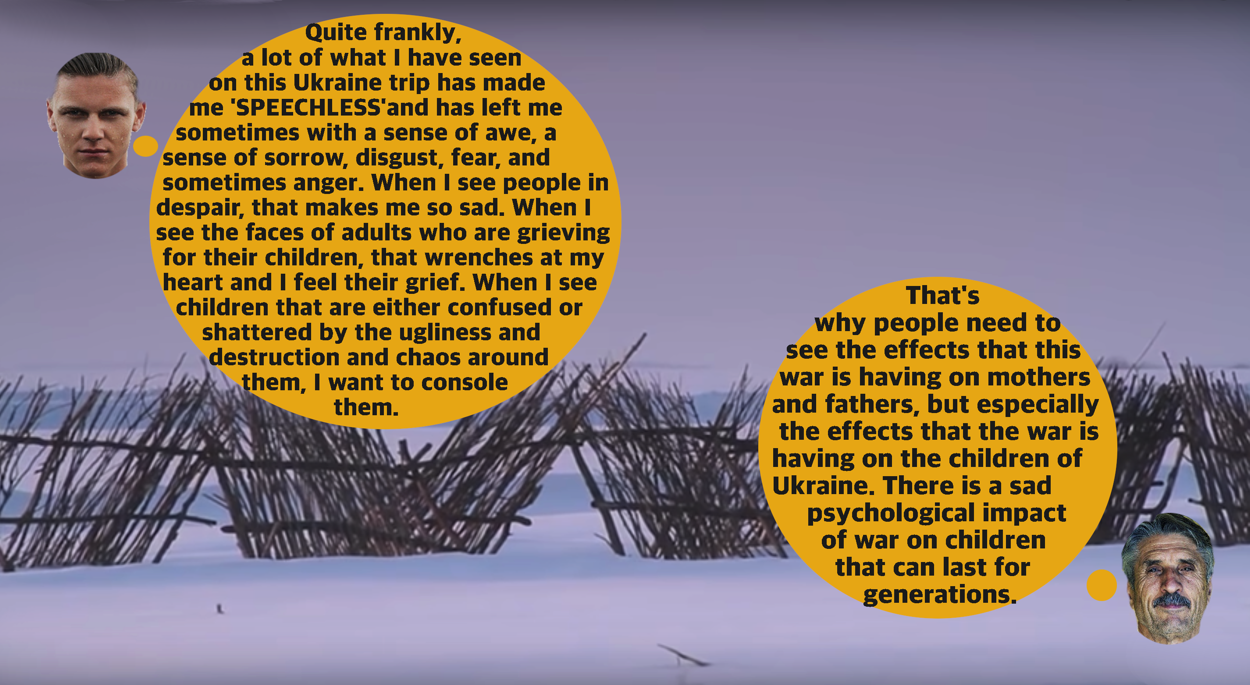 Quite frankly,
a lot of what I have seen
on this Ukraine trip has made
me 'SPEECHLESS'and has left me
sometimes with a sense of awe, a
sense of sorrow, disgust, fear, and
sometimes anger. When I see people in
despair, that makes me so sad. When I
see the faces of adults who are grieving
for their children, that wrenches at my
heart and I feel their grief. When I see
children that are either confused or
shattered by the ugliness and
destruction and chaos around
them, I want to console
them.
That's
why people need to
see the effects that this
war is having on mothers
and fathers, but especially
the effects that the war is
having on the children of
Ukraine. There is a sad
psychological impact
of war on children
that can last for
generations.